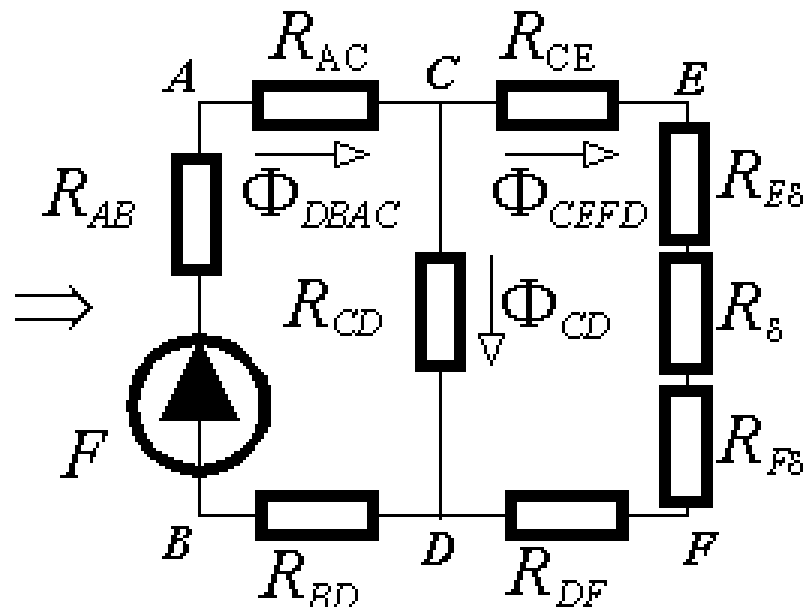 R_AC R_CE
A C E
R_AB Φ_DBAC Φ_CEFD R_Eδ
R_CD Φ_CD R_δ
F R_Fδ
B D F
R_BD R_DF